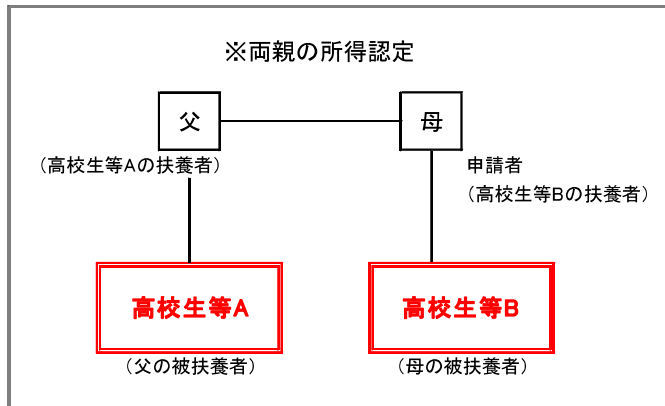 ※両親の所得認定
父
母
(高校生等Aの扶養者)
申請者
(高校生等Bの扶養者)
高校生等A
高校生等B
(父の被扶養者)
(母の被扶養者)